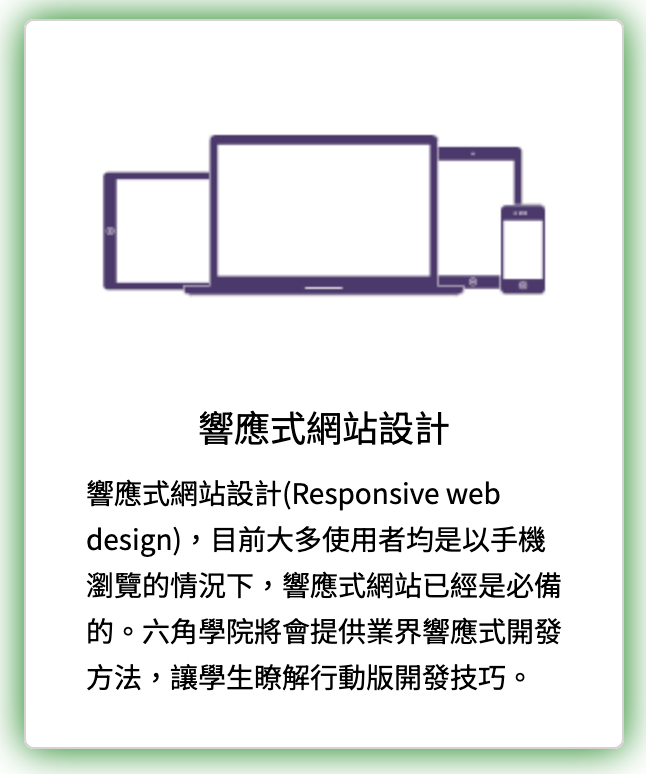 響應式網站設計
響應式網站設計(Responsive web
design)，目前大多使用者均是以手機
瀏覽的情況下，響應式網站已經是必備
的。六角學院將會提供業界響應式開發
方法，讓學生瞭解行動版開發技巧。